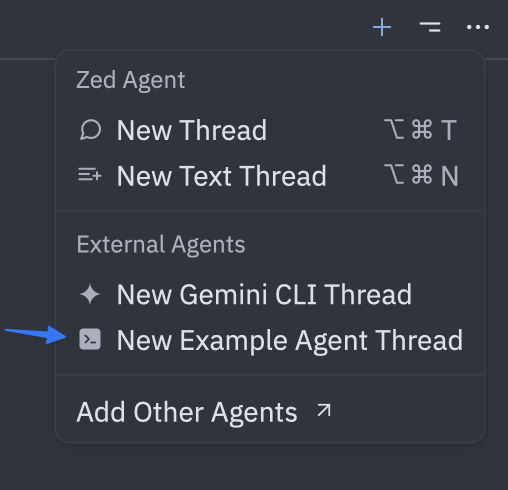 Zed Agent
New Thread ⌥⌘T
New Text Thread ⌥⌘N
External Agents
New Gemini CLI Thread
New Example Agent Thread
Add Other Agents ↗